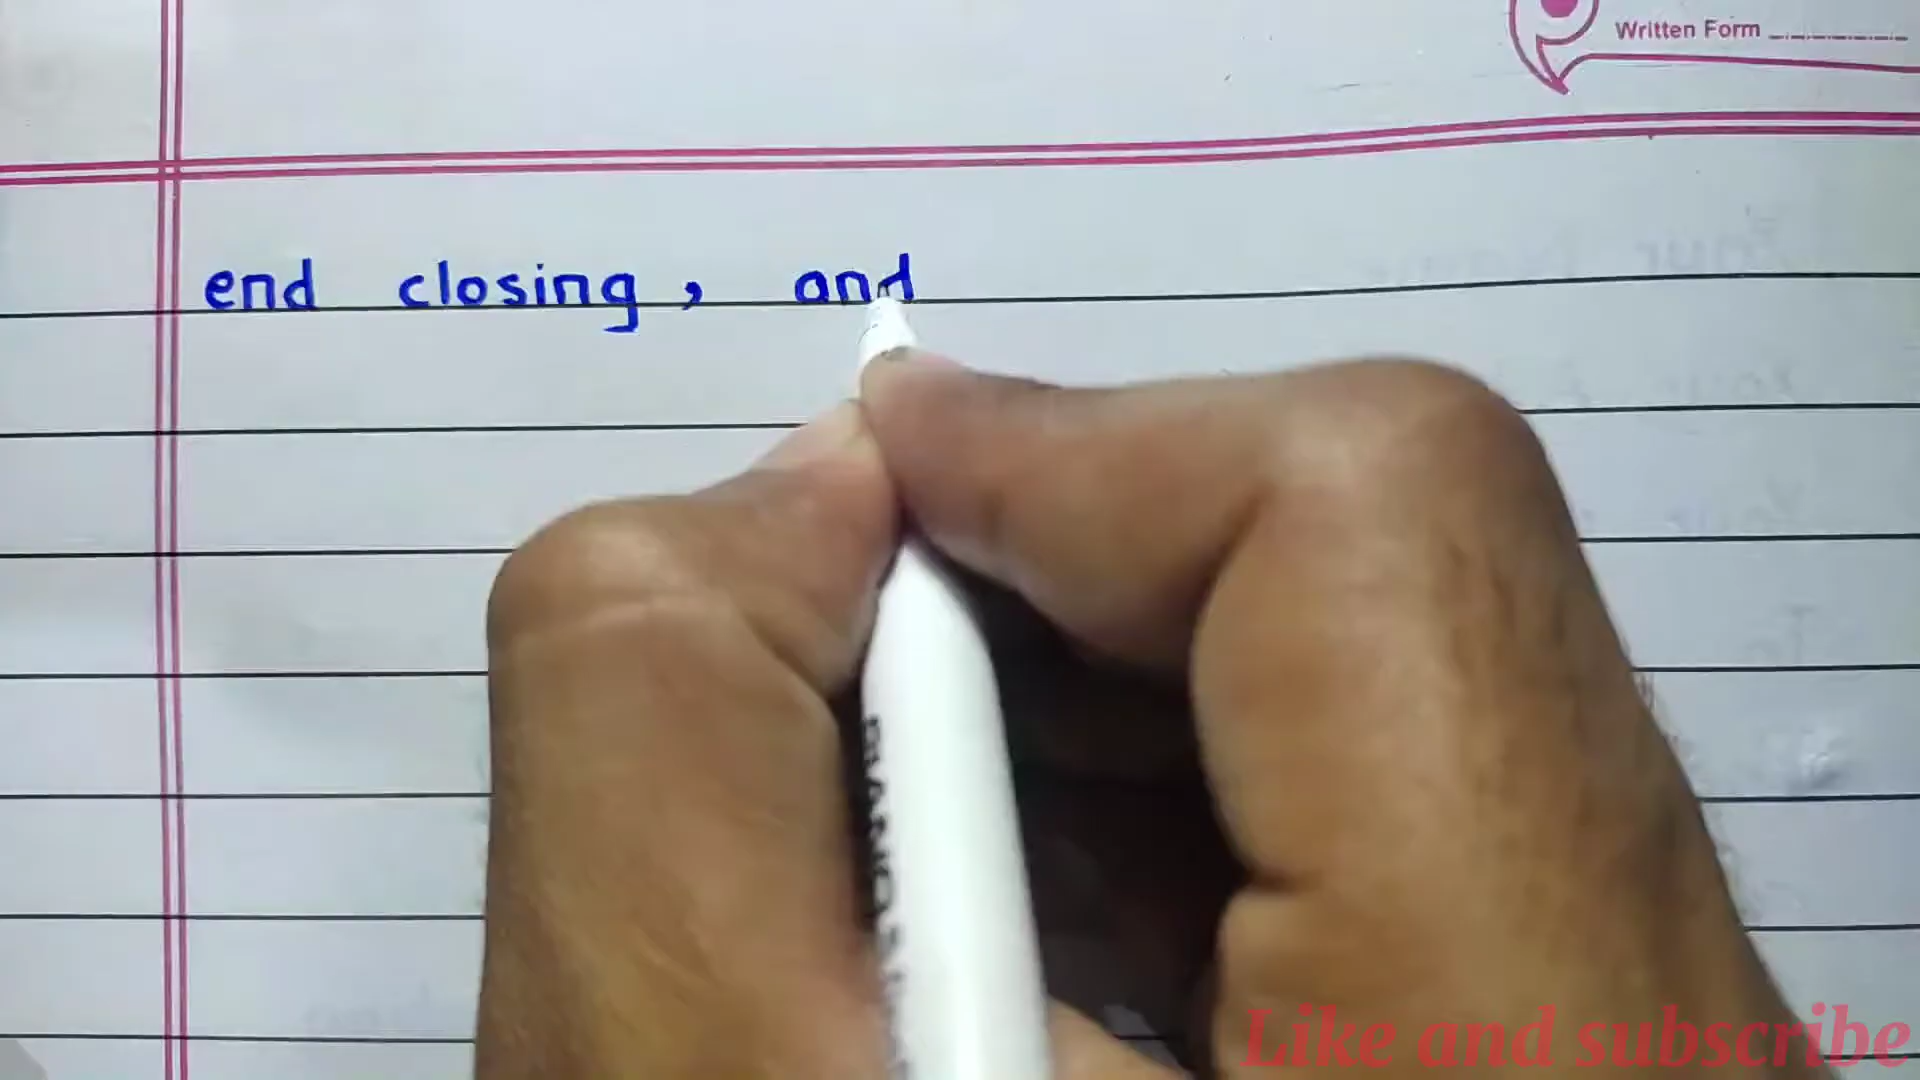 Written Form
end closing, and
Like and subscribe